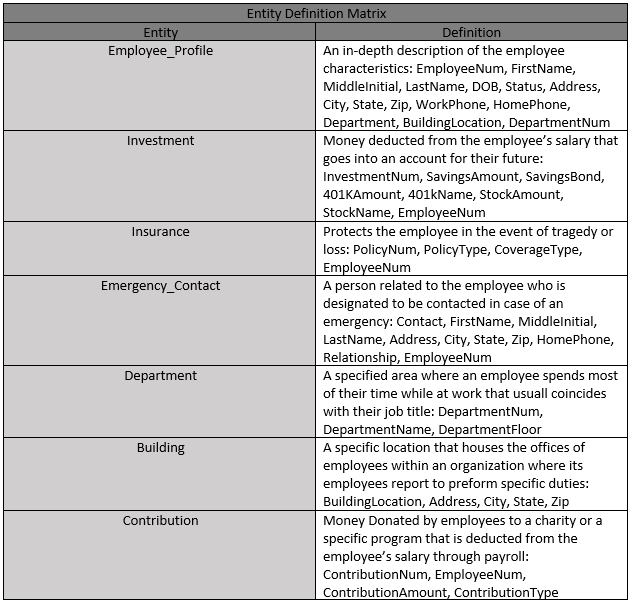 Entity Definition Matrix
Entity
Definition
Employee_Profile
An in-depth description of the employee
characteristics: EmployeeNum, FirstName,
MiddleInitial, LastName, DOB, Status, Address,
City, State, Zip, WorkPhone, HomePhone,
Department, BuildingLocation, DepartmentNum
Investment
Money deducted from the employee's salary that
goes into an account for their future:
InvestmentNum, SavingsAmount, SavingsBond,
401KAmount, 401kName, StockAmount,
StockName, EmployeeNum
Insurance
Protects the employee in the event of tragedy or
loss: PolicyNum, PolicyType, CoverageType,
EmployeeNum
Emergency_Contact
A person related to the employee who is
designated to be contacted in case of an
emergency: Contact, FirstName, MiddleInitial,
LastName, Address, City, State, Zip, HomePhone,
Relationship, EmployeeNum
Department
A specified area where an employee spends most
of their time while at work that usuall coincides
with their job title: DepartmentNum,
DepartmentName, DepartmentFloor
Building
A specific location that houses the offices of
employees within an organization where its
employees report to preform specific duties:
BuildingLocation, Address, City, State, Zip
Contribution
Money Donated by employees to a charity or a
specific program that is deducted from the
employee's salary through payroll:
ContributionNum, EmployeeNum,
ContributionAmount, ContributionType